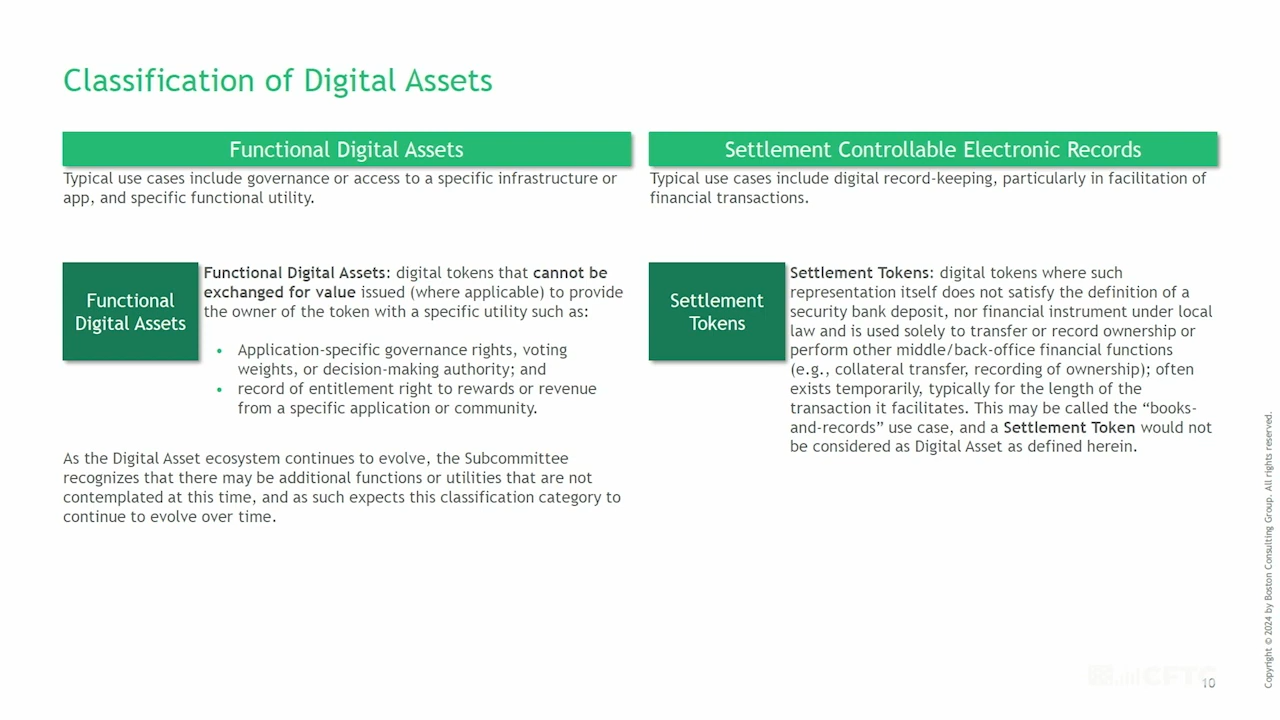 Classification of Digital Assets
Functional Digital Assets
Typical use cases include governance or access to a specific infrastructure or
app, and specific functional utility.
Functional
Digital Assets
Functional Digital Assets: digital tokens that cannot be
exchanged for value issued (where applicable) to provide
the owner of the token with a specific utility such as:
• Application-specific governance rights, voting
weights, or decision-making authority; and
• record of entitlement right to rewards or revenue
from a specific application or community.
As the Digital Asset ecosystem continues to evolve, the Subcommittee
recognizes that there may be additional functions or utilities that are not
contemplated at this time, and as such expects this classification category to
continue to evolve over time.
Settlement Controllable Electronic Records
Typical use cases include digital record-keeping, particularly in facilitation of
financial transactions.
Settlement
Tokens
Settlement Tokens: digital tokens where such
representation itself does not satisfy the definition of a
security bank deposit, nor financial instrument under local
law and is used solely to transfer or record ownership or
perform other middle/back-office financial functions
(e.g., collateral transfer, recording of ownership); often
exists temporarily, typically for the length of the
transaction it facilitates. This may be called the “books-
and-records” use case, and a Settlement Token would not
be considered as Digital Asset as defined herein.
Copyright © 2024 by Boston Consulting Group. All rights reserved.
CFTC
10